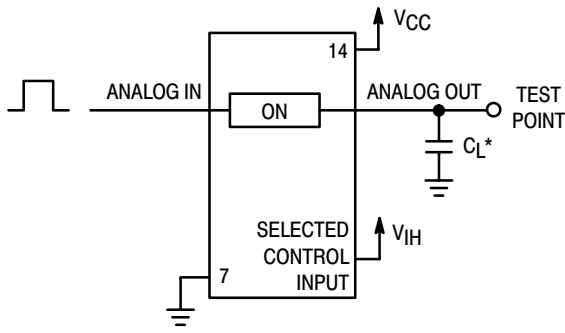 VCC
14
ANALOG IN
ON
ANALOG OUT
TEST
POINT
CL*
SELECTED
CONTROL
INPUT
VIH
7